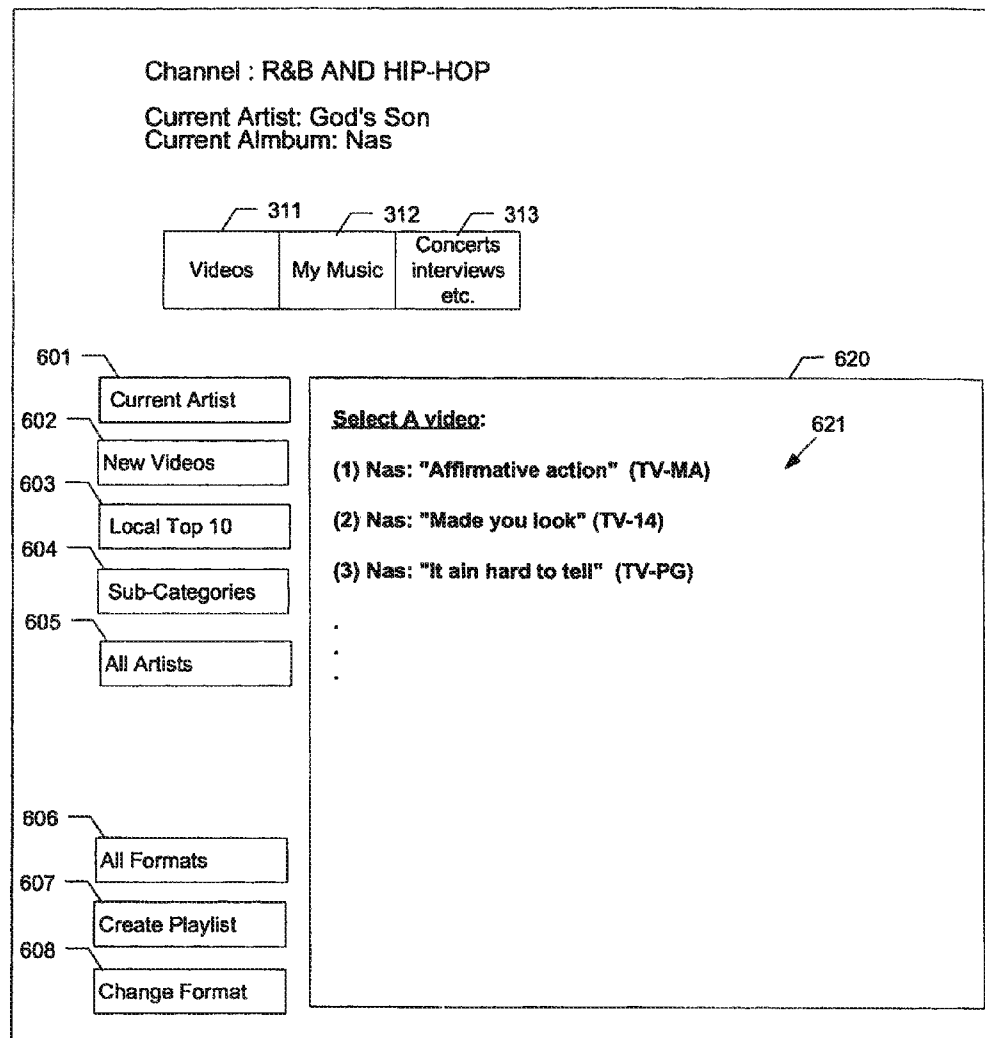 Channel : R&B AND HIP-HOP
Current Artist: God's Son
Current Almbum: Nas
311
312
313
Videos
My Music
Concerts
interviews
etc.
601
Current Artist
602
New Videos
603
Local Top 10
604
Sub-Categories
605
All Artists
606
All Formats
607
Create Playlist
608
Change Format
620
Select A video:
621
(1) Nas: "Affirmative action" (TV-MA)
(2) Nas: "Made you look" (TV-14)
(3) Nas: "It ain hard to tell" (TV-PG)
.
.
.